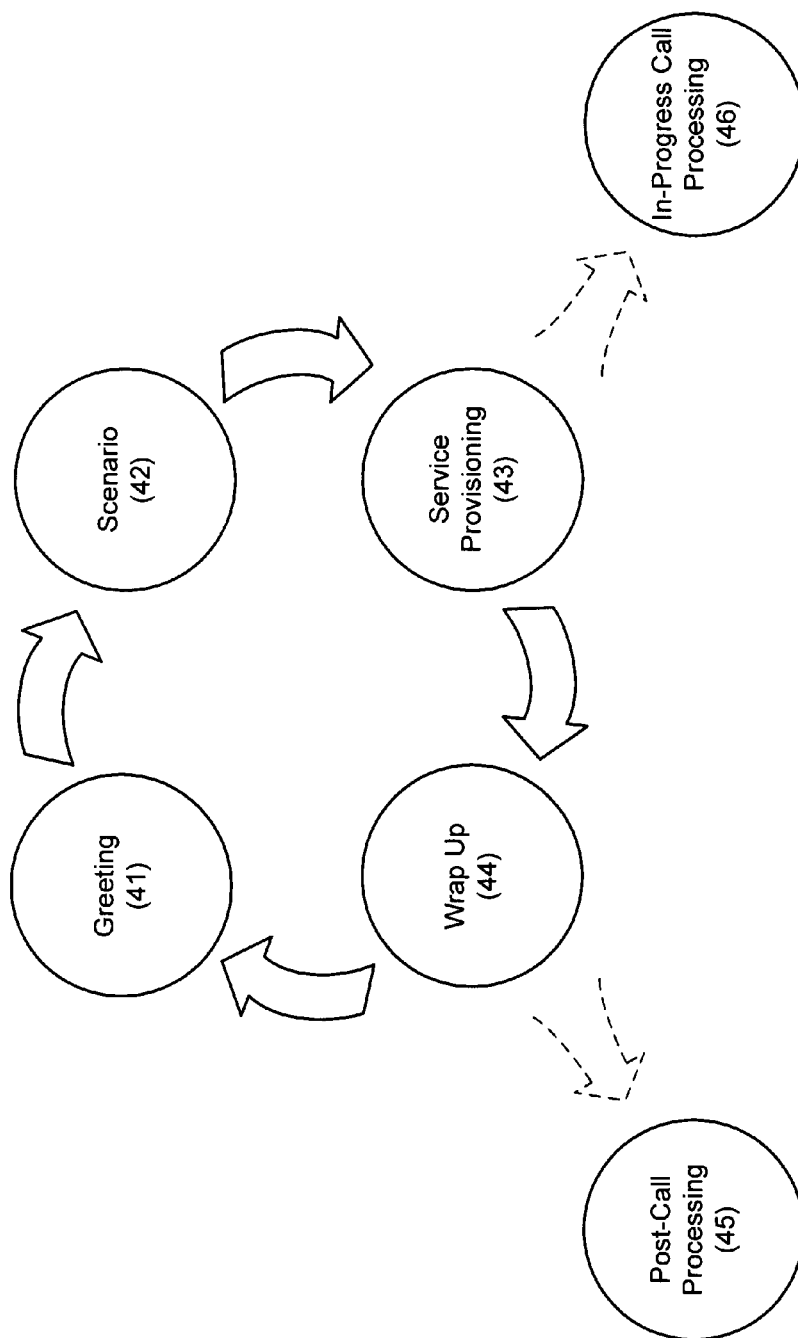 Greeting
(41)
Scenario
(42)
Service
Provisioning
(43)
Wrap Up
(44)
Post-Call
Processing
(45)
In-Progress Call
Processing
(46)